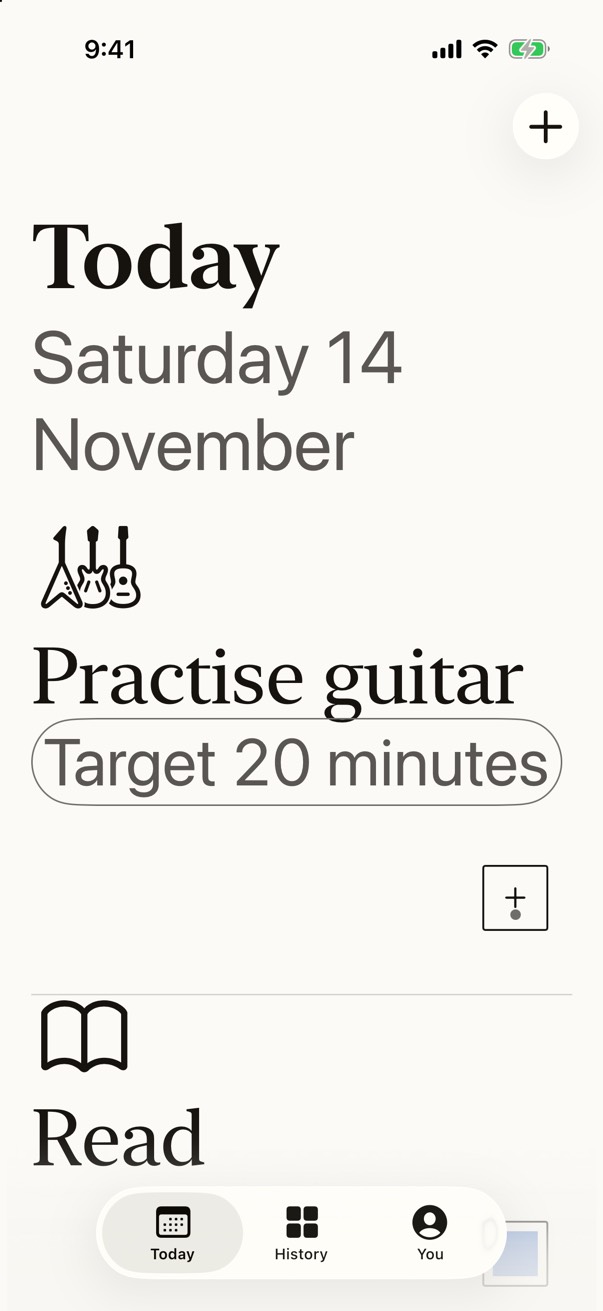 9:41
Today
Saturday 14
November
Practise guitar
Target 20 minutes
Read
Today
History
You